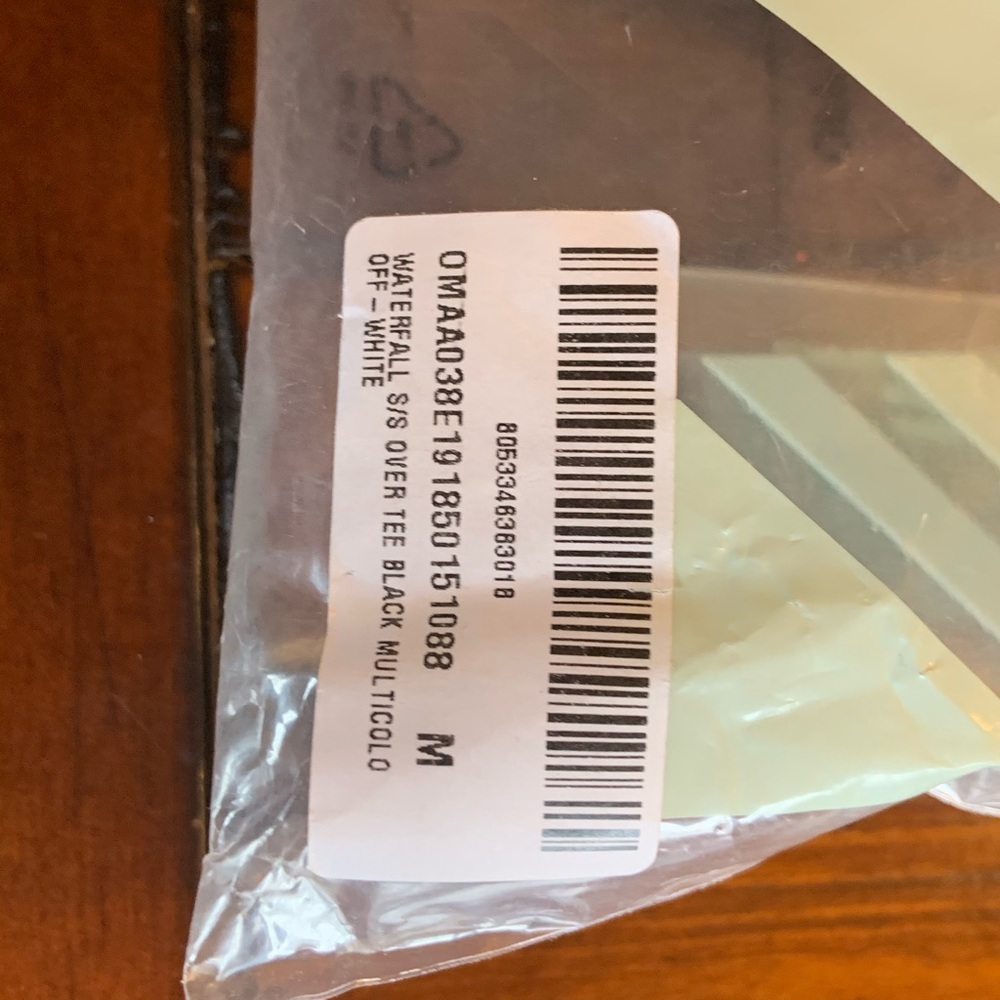 8053346363018
OMAA038E191850151088 M
WATERFALL S/S OVER TEE BLACK MULTICOLO
OFF-WHITE